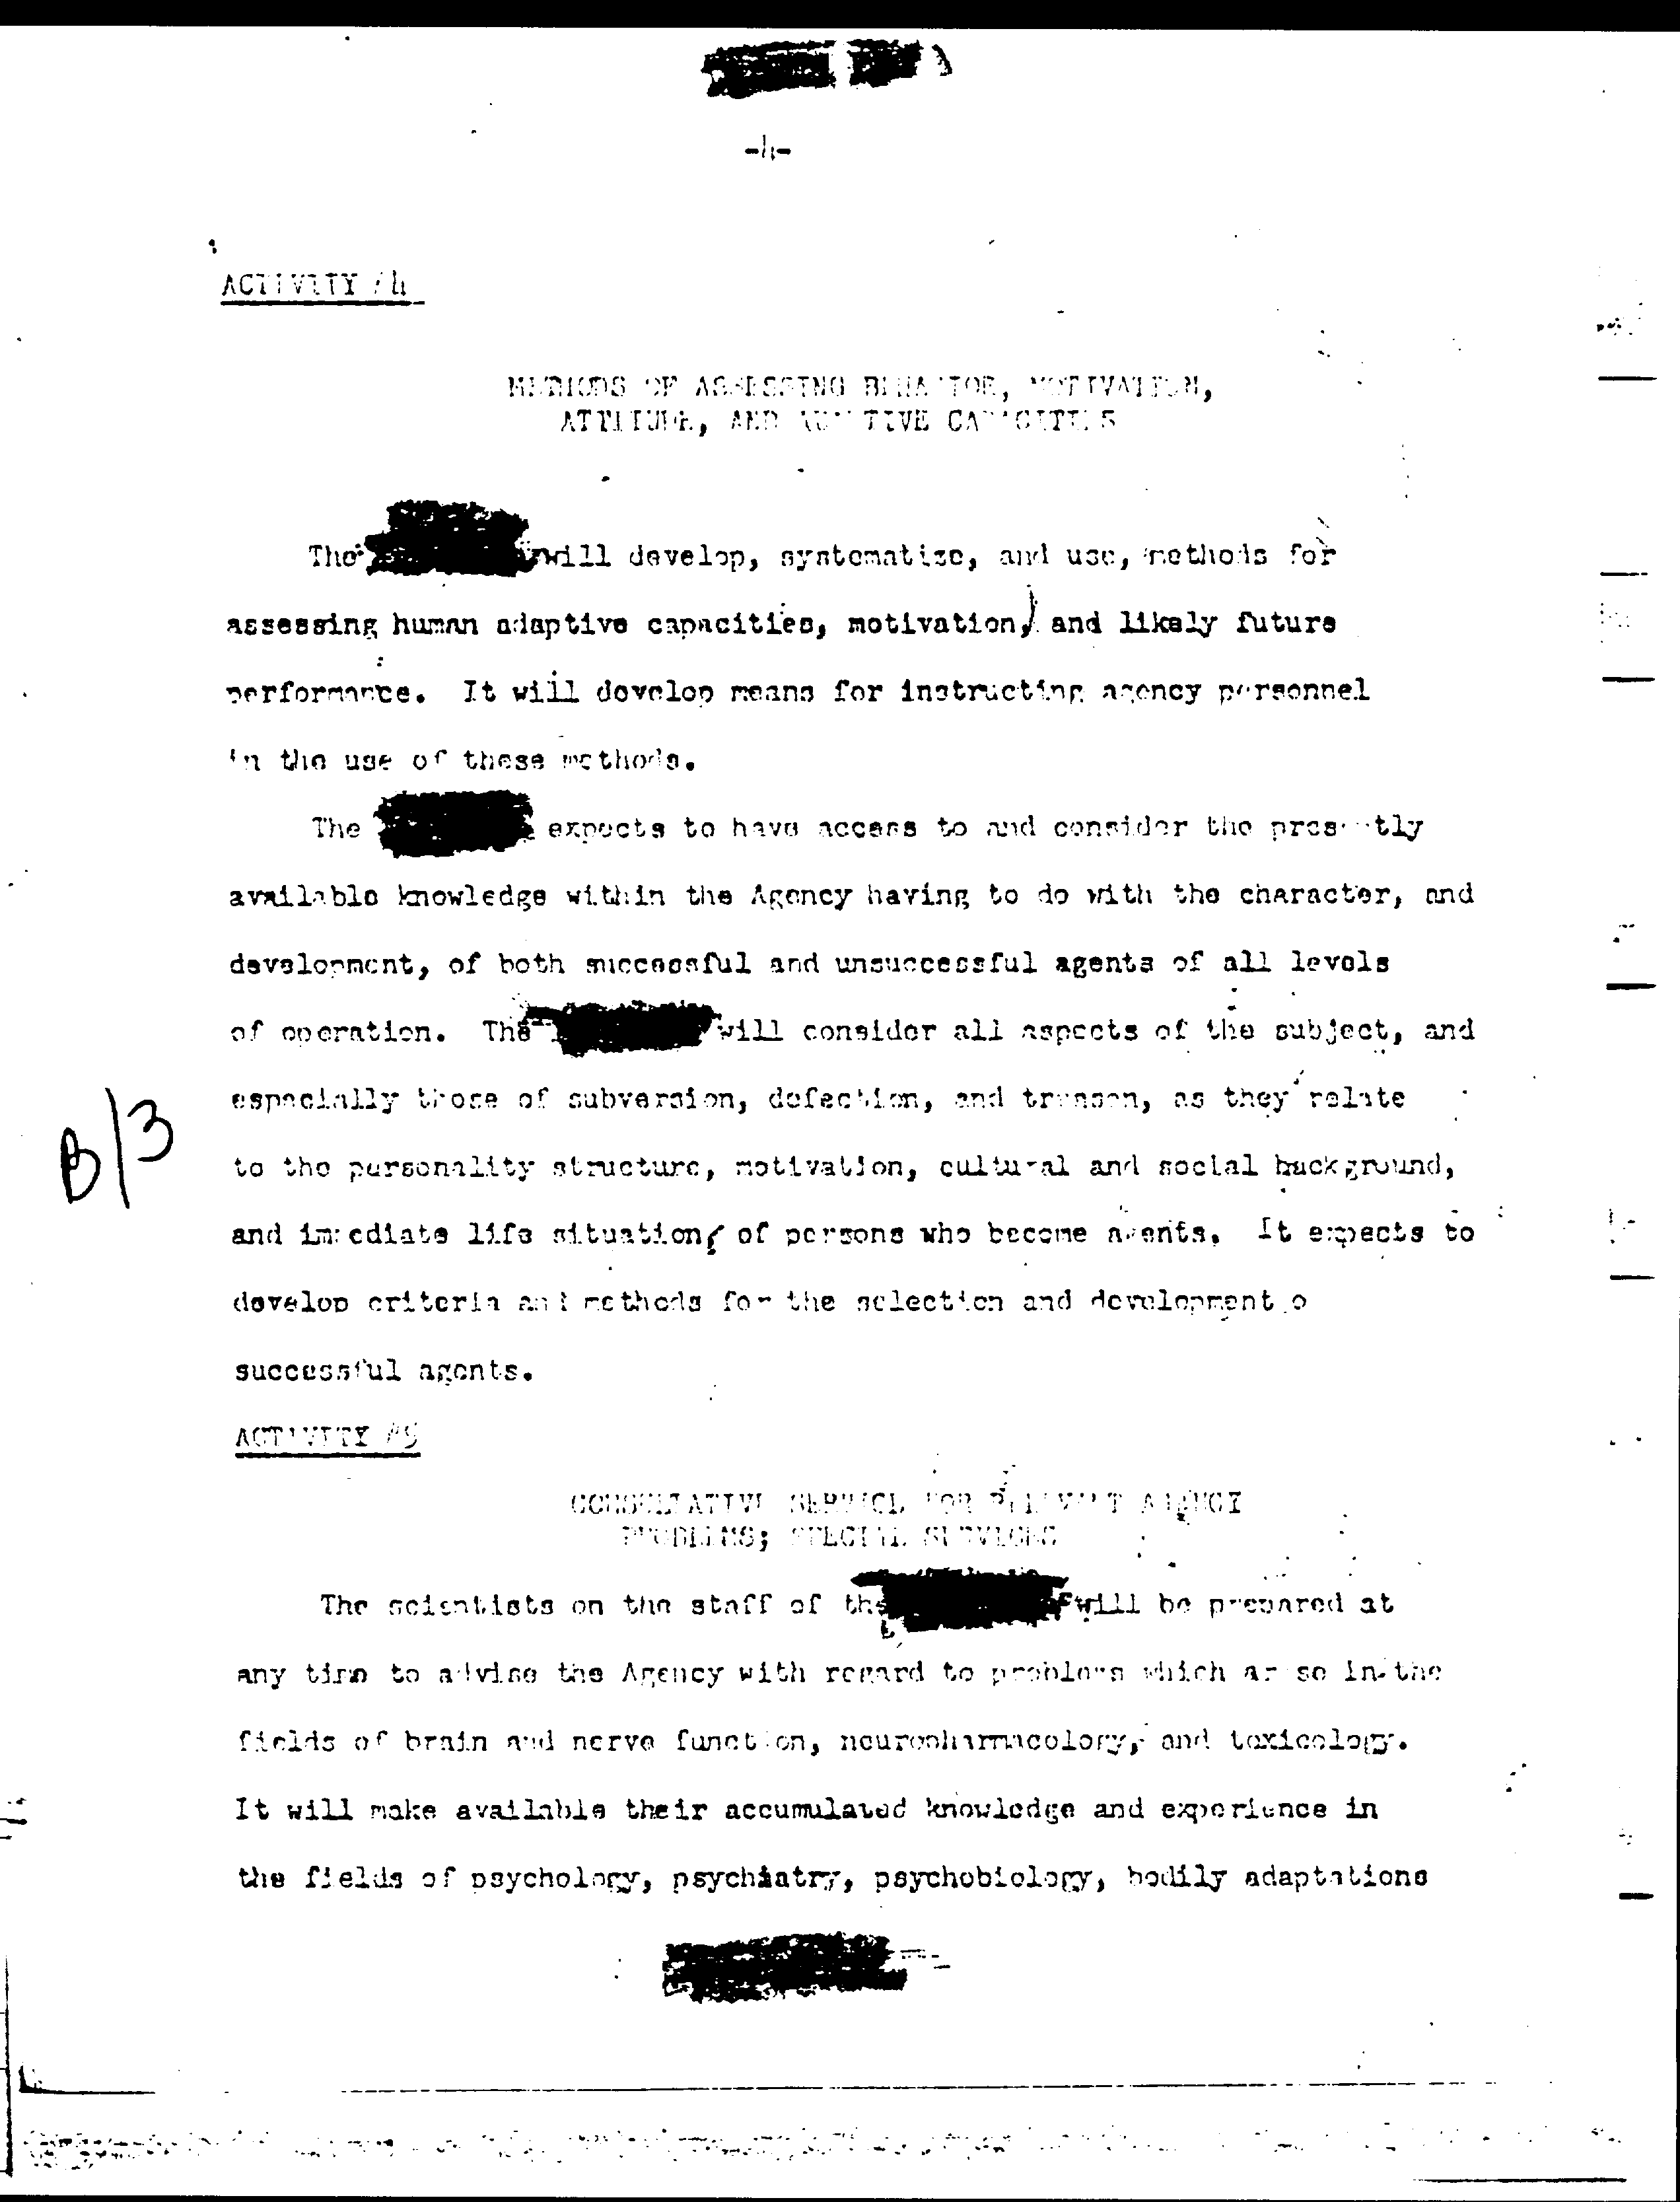 -4-
ACTIVITY #4
METHODS OF ASSESSING BEHAVIOR, MOTIVATION,
ATTITUDE, AND ADAPTIVE CAPACITIES
The will develop, systematize, and use, methods for
assessing human adaptive capacities, motivation, and likely future
performance. It will develop means for instructing agency personnel
in the use of these methods.
The expects to have access to and consider the presently
available knowledge within the Agency having to do with the character, and
development, of both successful and unsuccessful agents of all levels
of operation. The will consider all aspects of the subject, and
especially those of subversion, defection, and treason, as they relate
B/3
to the personality structure, motivation, cultural and social background,
and immediate life situation, of persons who become agents. It expects to
develop criteria and methods for the selection and development o
successful agents.
ACTIVITY #5
CONSULTATIVE SERVICE FOR RELEVANT AGENCY
PROBLEMS; SPECIAL SERVICES
The scientists on the staff of the will be prepared at
any time to advise the Agency with regard to problems which arise in the
fields of brain and nerve function, neuropharmacology, and toxicology.
It will make available their accumulated knowledge and experience in
the fields of psychology, psychiatry, psychobiology, bodily adaptations